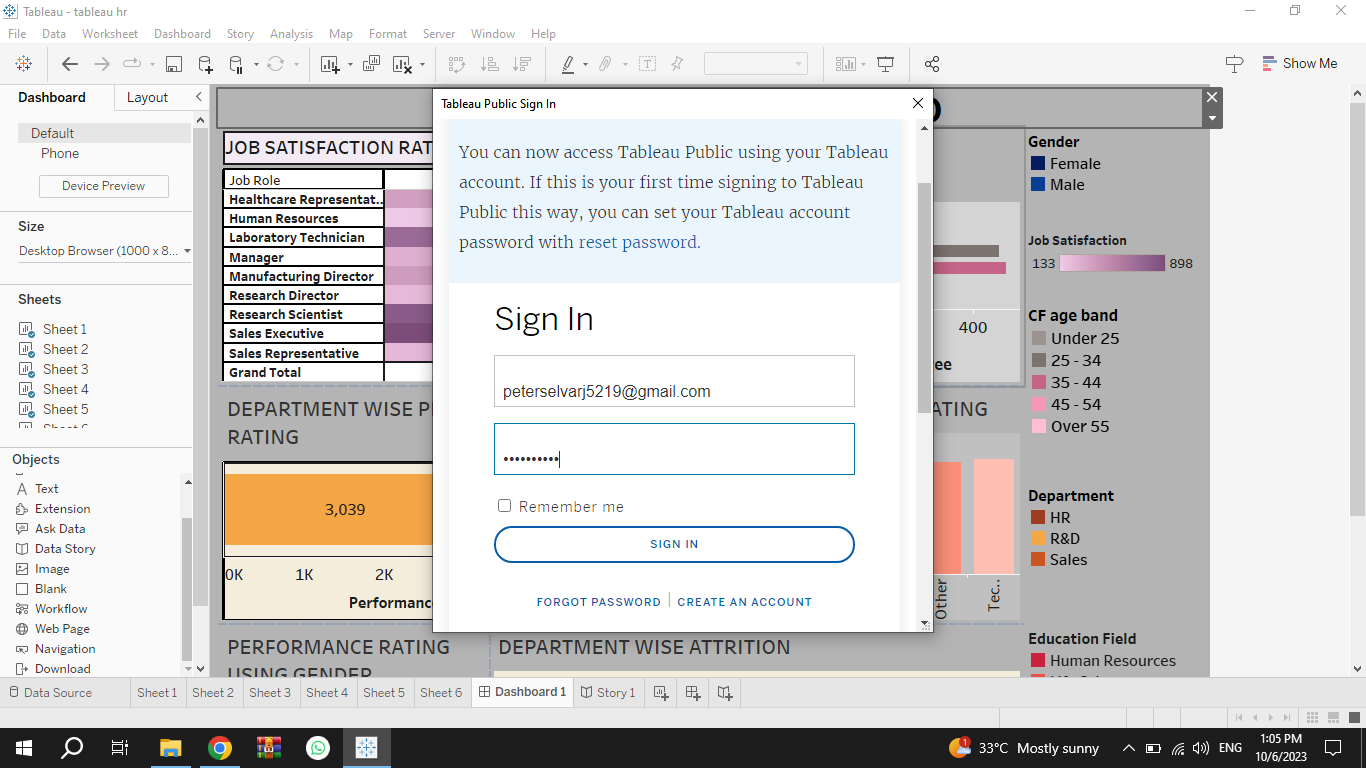 Tableau - tableau hr
File Data Worksheet Dashboard Story Analysis Map Format Server Window Help
Show Me
Dashboard Layout
Default
Phone
Device Preview
Size
Desktop Browser (1000 x 8...
Sheets
Sheet 1
Sheet 2
Sheet 3
Sheet 4
Sheet 5
Objects
Text
Extension
Ask Data
Data Story
Image
Blank
Workflow
Web Page
Navigation
Download
JOB SATISFACTION RAT
Job Role
Healthcare Representat..
Human Resources
Laboratory Technician
Manager
Manufacturing Director
Research Director
Research Scientist
Sales Executive
Sales Representative
Grand Total
DEPARTMENT WISE P
RATING
3,039
0K 1K 2K
Performanc
PERFORMANCE RATING
USING GENDER
DEPARTMENT WISE ATTRITION
Tableau Public Sign In
You can now access Tableau Public using your Tableau
account. If this is your first time signing to Tableau
Public this way, you can set your Tableau account
password with reset password.
Sign In
peterselvarj5219@gmail.com
••••••••••
Remember me
SIGN IN
FORGOT PASSWORD | CREATE AN ACCOUNT
400
ee
ATING
Other
Tec..
Gender
Female
Male
Job Satisfaction
133 898
CF age band
Under 25
25 - 34
35 - 44
45 - 54
Over 55
Department
HR
R&D
Sales
Education Field
Human Resources
Data Source Sheet 1 Sheet 2 Sheet 3 Sheet 4 Sheet 5 Sheet 6 Dashboard 1 Story 1
1
33°C Mostly sunny
ENG
1:05 PM
10/6/2023